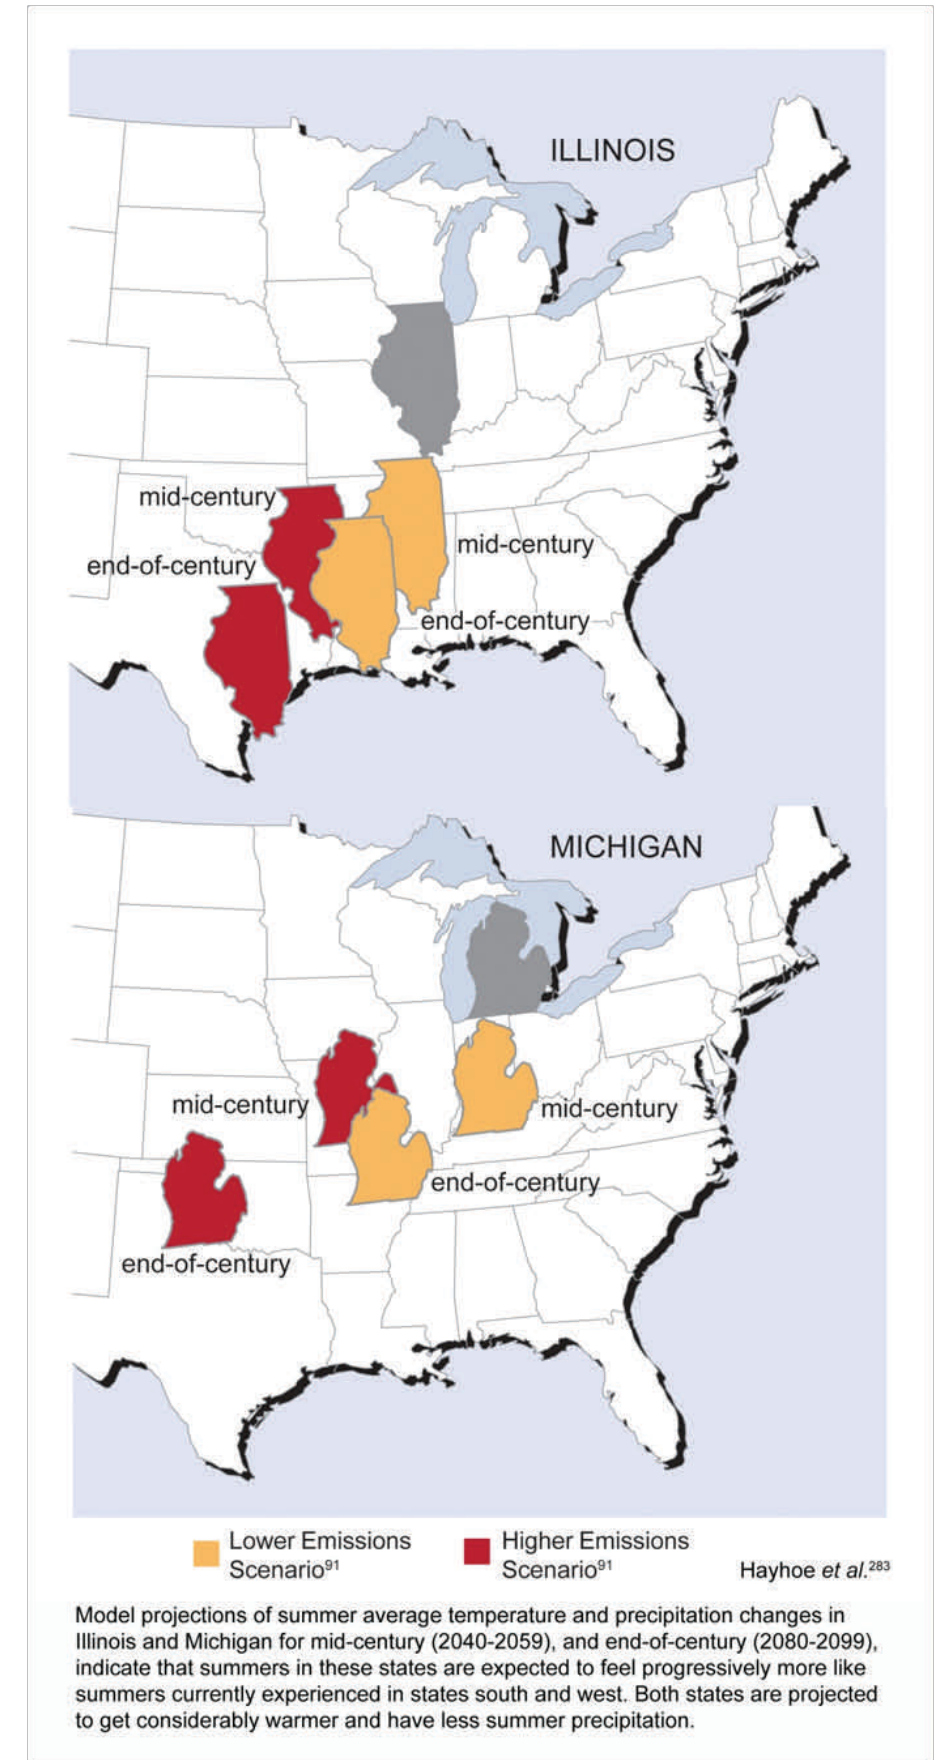 ILLINOIS
mid-century
end-of-century
mid-century
end-of-century
MICHIGAN
mid-century
mid-century
end-of-century
end-of-century
Lower Emissions
Scenario91
Higher Emissions
Scenario91
Hayhoe et al.283
Model projections of summer average temperature and precipitation changes in
Illinois and Michigan for mid-century (2040-2059), and end-of-century (2080-2099),
indicate that summers in these states are expected to feel progressively more like
summers currently experienced in states south and west. Both states are projected
to get considerably warmer and have less summer precipitation.